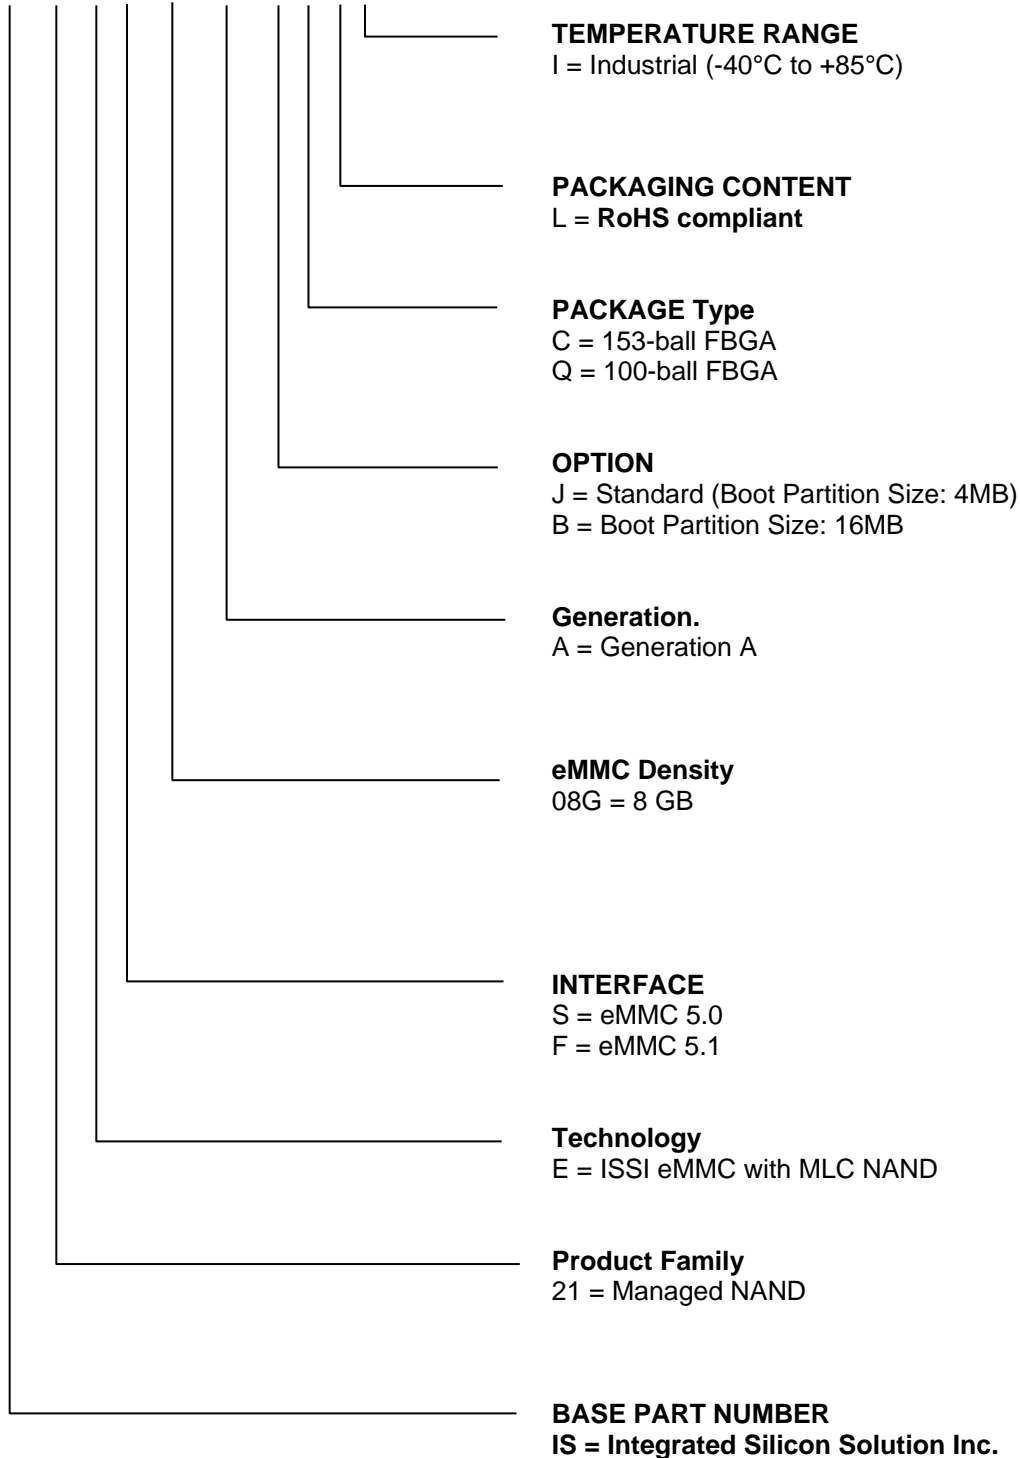 TEMPERATURE RANGE
I = Industrial (-40°C to +85°C)
PACKAGING CONTENT
L = RoHS compliant
PACKAGE Type
C = 153-ball FBGA
Q = 100-ball FBGA
OPTION
J = Standard (Boot Partition Size: 4MB)
B = Boot Partition Size: 16MB
Generation.
A = Generation A
eMMC Density
08G = 8 GB
INTERFACE
S = eMMC 5.0
F = eMMC 5.1
Technology
E = ISSI eMMC with MLC NAND
Product Family
21 = Managed NAND
BASE PART NUMBER
IS = Integrated Silicon Solution Inc.